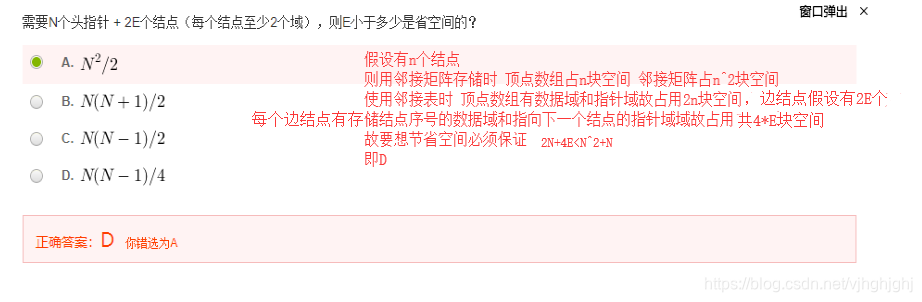 窗口弹出 ×
需要N个头指针 + 2E个结点（每个结点至少2个域），则E小于多少是省空间的？
A. N²/2
B. N(N + 1)/2
C. N(N − 1)/2
D. N(N − 1)/4
假设有n个结点
则用邻接矩阵存储时 顶点数组占n块空间 邻接矩阵占n^2块空间
使用邻接表时 顶点数组有数据域和指针域故占用2n块空间，边结点假设有2E个
每个边结点有存储结点序号的数据域和指向下一个结点的指针域域故占用 共4*E块空间
故要想节省空间必须保证 2N+4E<N^2+N
即D
正确答案：D 你错选为A
https://blog.csdn.net/vjhghjghj